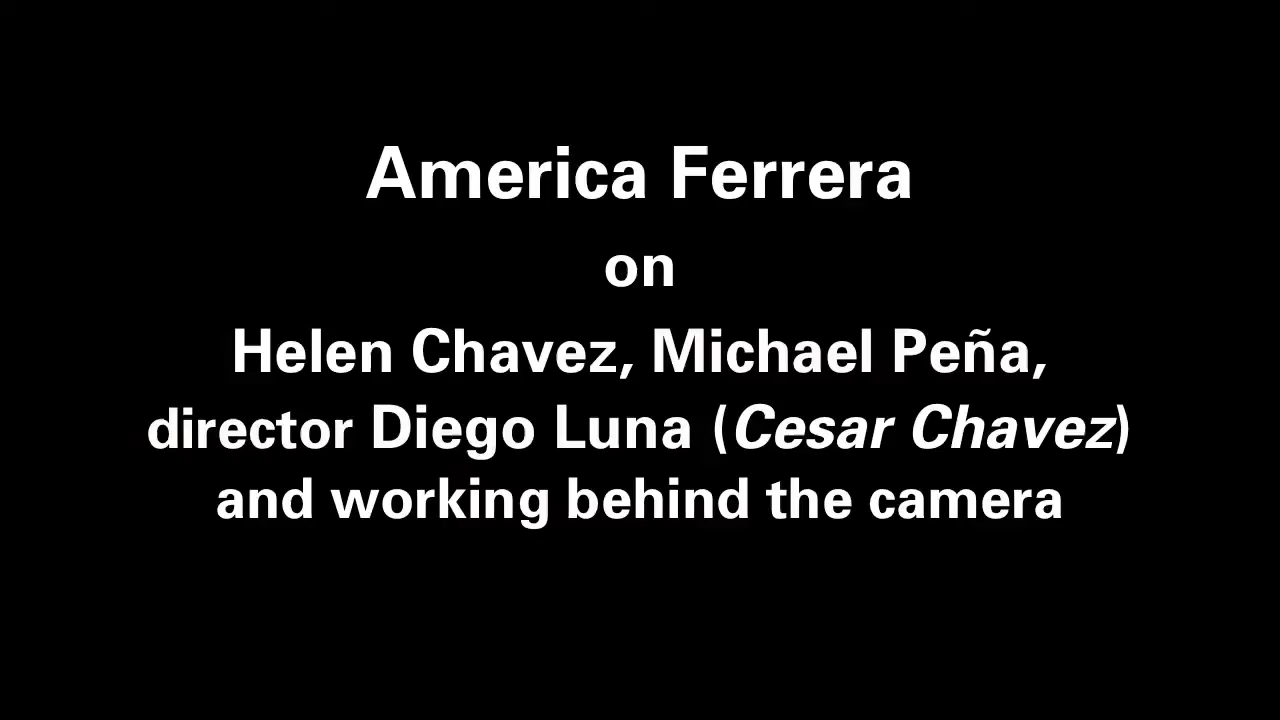 America Ferrera
on
Helen Chavez, Michael Peña,
director Diego Luna (Cesar Chavez)
and working behind the camera